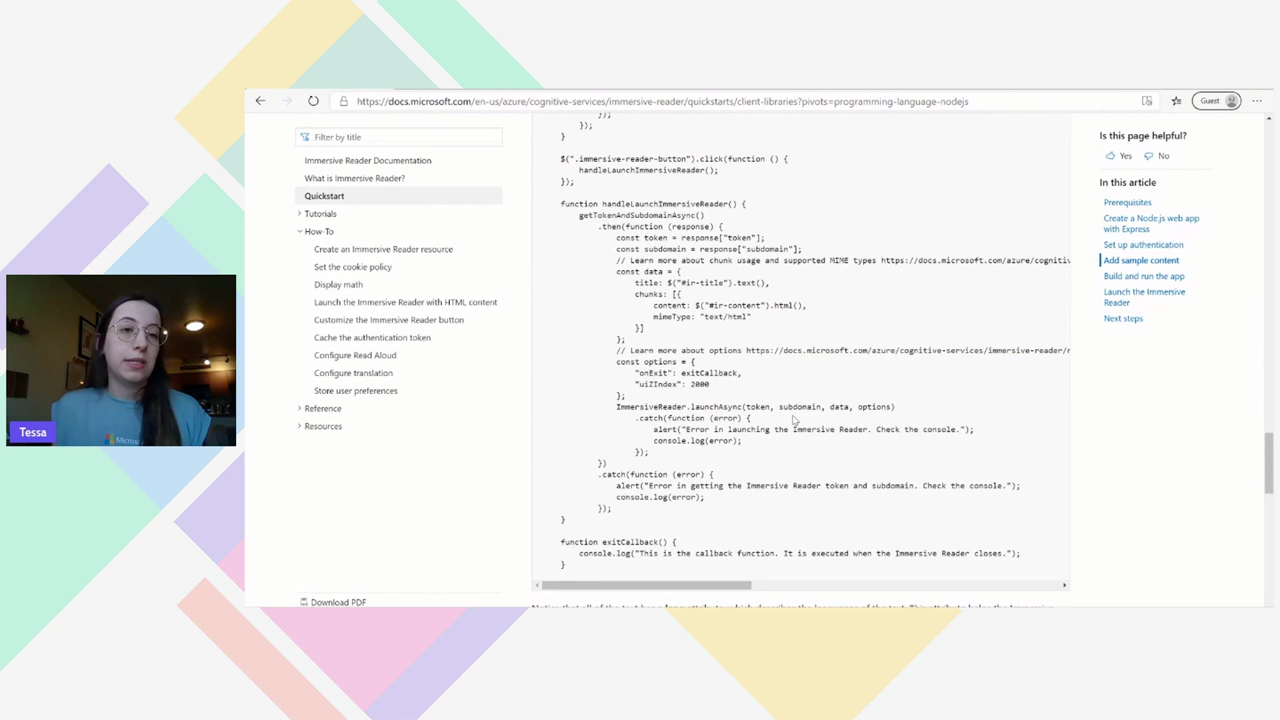 https://docs.microsoft.com/en-us/azure/cognitive-services/immersive-reader/quickstarts/client-libraries?pivots=programming-language-nodejs
Guest
Filter by title
Immersive Reader Documentation
What is Immersive Reader?
Quickstart
Tutorials
How-To
Create an Immersive Reader resource
Set the cookie policy
Display math
Launch the Immersive Reader with HTML content
Customize the Immersive Reader button
Cache the authentication token
Configure Read Aloud
Configure translation
Store user preferences
Reference
Resources
Download PDF
});
});
}
$(".immersive-reader-button").click(function () {
handleLaunchImmersiveReader();
});
function handleLaunchImmersiveReader() {
getTokenAndSubdomainAsync()
.then(function (response) {
const token = response["token"];
const subdomain = response["subdomain"];
// Learn more about chunk usage and supported MIME types https://docs.microsoft.com/azure/cogniti
const data = {
title: $("#ir-title").text(),
chunks: [{
content: $("#ir-content").html(),
mimeType: "text/html"
}]
};
// Learn more about options https://docs.microsoft.com/azure/cognitive-services/immersive-reader/r
const options = {
"onExit": exitCallback,
"uiZIndex": 2000
};
ImmersiveReader.launchAsync(token, subdomain, data, options)
.catch(function (error) {
alert("Error in launching the Immersive Reader. Check the console.");
console.log(error);
});
})
.catch(function (error) {
alert("Error in getting the Immersive Reader token and subdomain. Check the console.");
console.log(error);
});
}
function exitCallback() {
console.log("This is the callback function. It is executed when the Immersive Reader closes.");
}
Is this page helpful?
Yes No
In this article
Prerequisites
Create a Node.js web app
with Express
Set up authentication
Add sample content
Build and run the app
Launch the Immersive
Reader
Next steps
Tessa
Microsoft